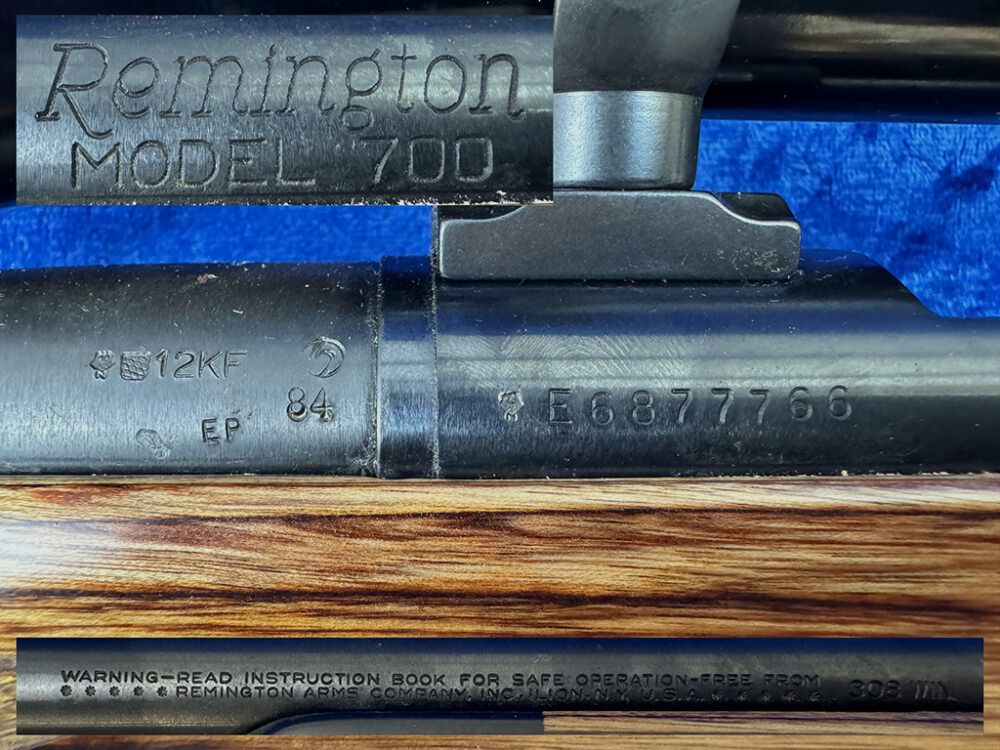 Remington
MODEL 700
12KF
84
EP
E6877766
WARNING—READ INSTRUCTION BOOK FOR SAFE OPERATION-FREE FROM
REMINGTON ARMS COMPANY, INC. ILION, N.Y. U.S.A. 308 WIN.